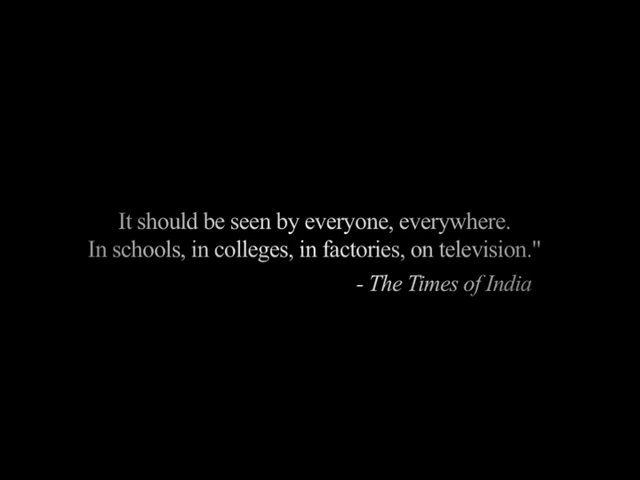 It should be seen by everyone, everywhere.
In schools, in colleges, in factories, on television."
- The Times of India